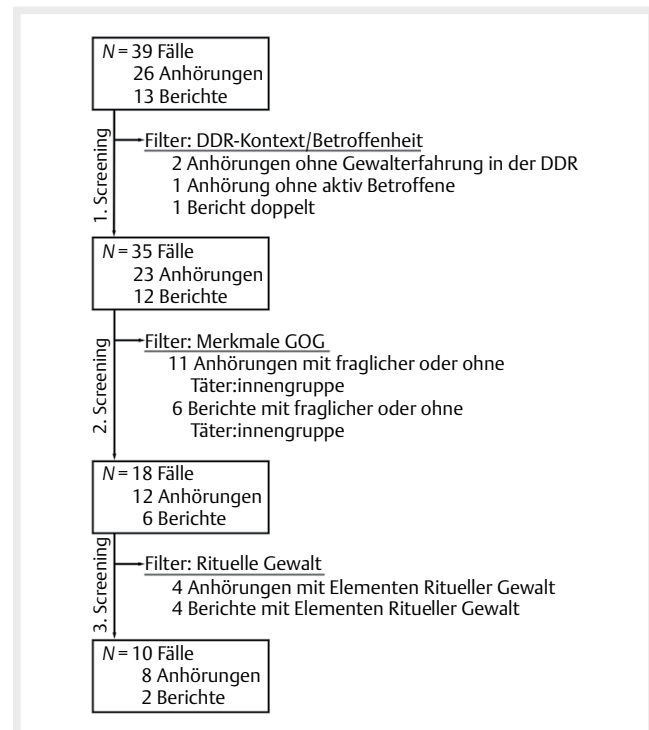 N = 39 Fälle
26 Anhörungen
13 Berichte
1. Screening
Filter: DDR-Kontext/Betroffenheit
2 Anhörungen ohne Gewalterfahrung in der DDR
1 Anhörung ohne aktiv Betroffene
1 Bericht doppelt
N = 35 Fälle
23 Anhörungen
12 Berichte
2. Screening
Filter: Merkmale GOG
11 Anhörungen mit fraglicher oder ohne
Täter:innengruppe
6 Berichte mit fraglicher oder ohne
Täter:innengruppe
N = 18 Fälle
12 Anhörungen
6 Berichte
3. Screening
Filter: Rituelle Gewalt
4 Anhörungen mit Elementen Ritueller Gewalt
4 Berichte mit Elementen Ritueller Gewalt
N = 10 Fälle
8 Anhörungen
2 Berichte